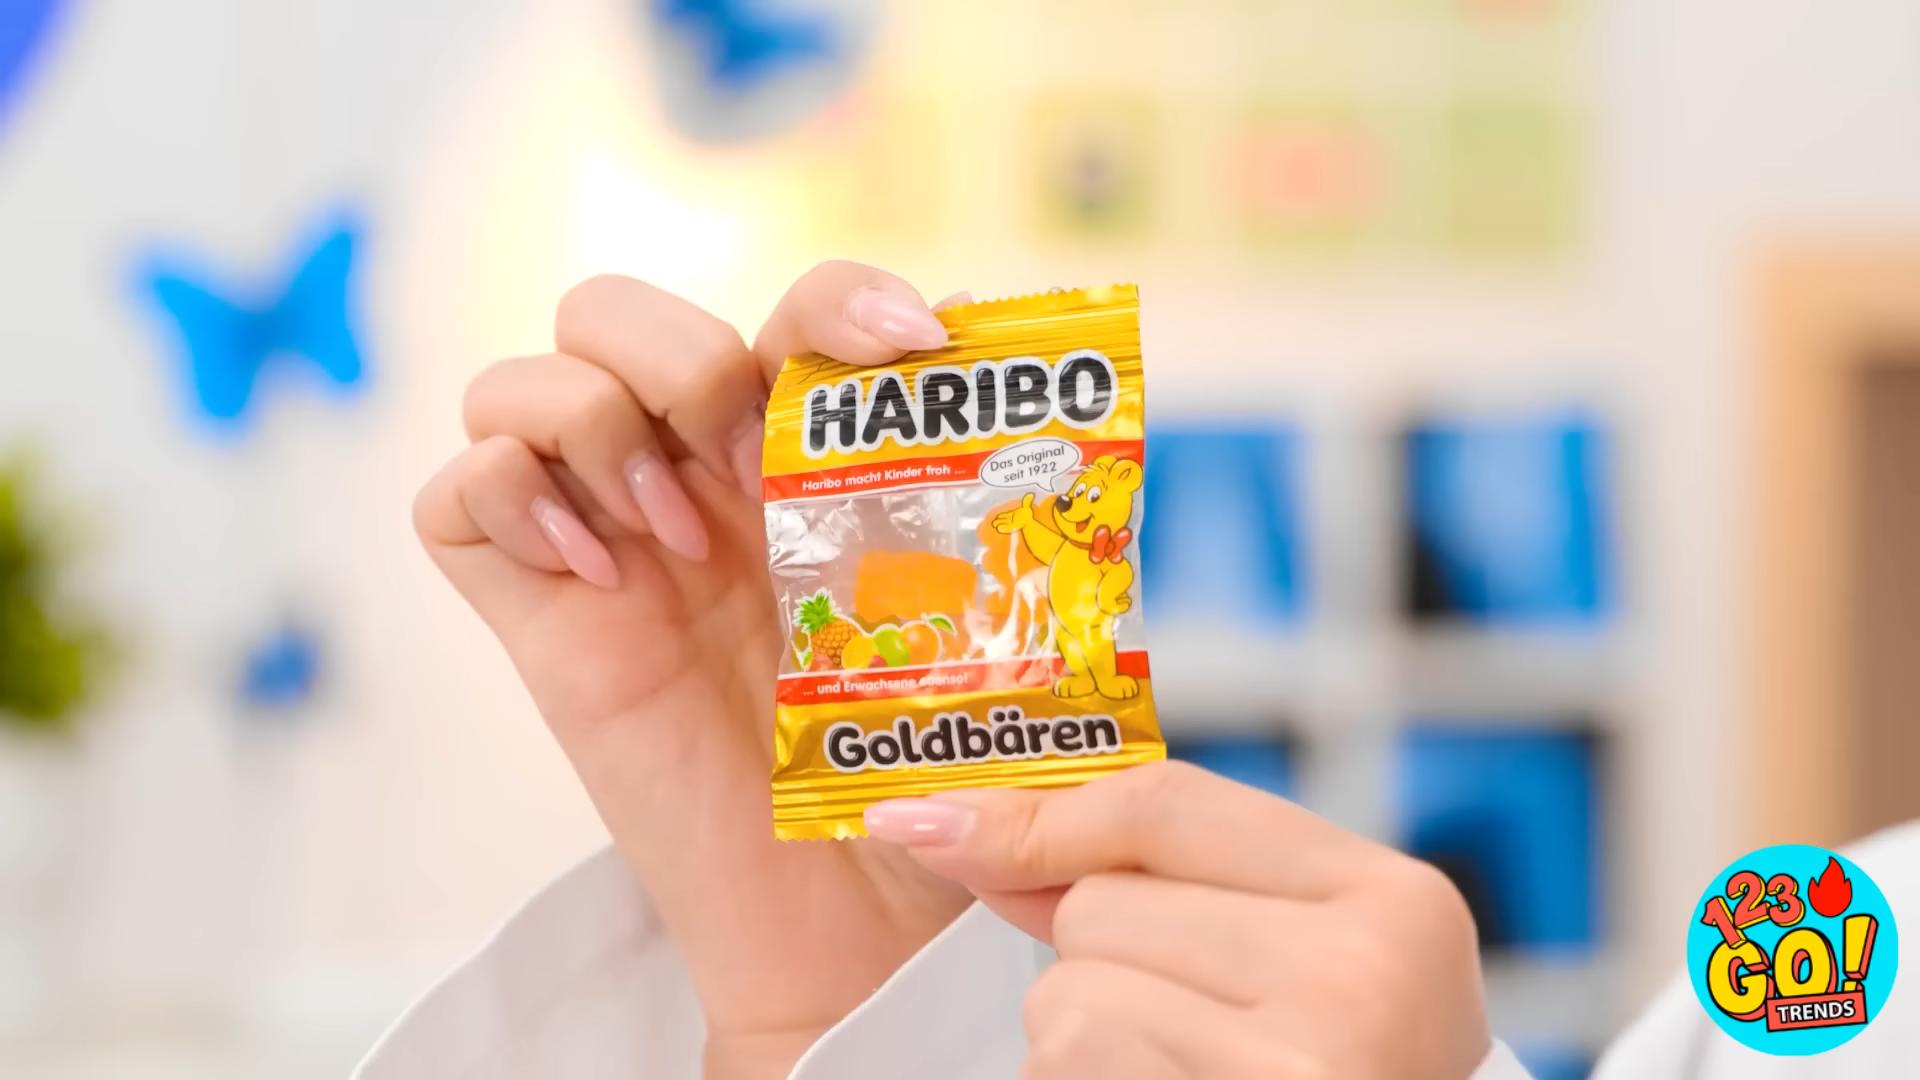 HARIBO
Das Original
seit 1922
Haribo macht Kinder froh ...
... und Erwachsene ebenso!
Goldbären
123
GO!
TRENDS